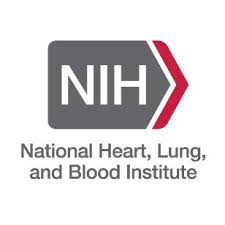 NIH
National Heart, Lung,
and Blood Institute